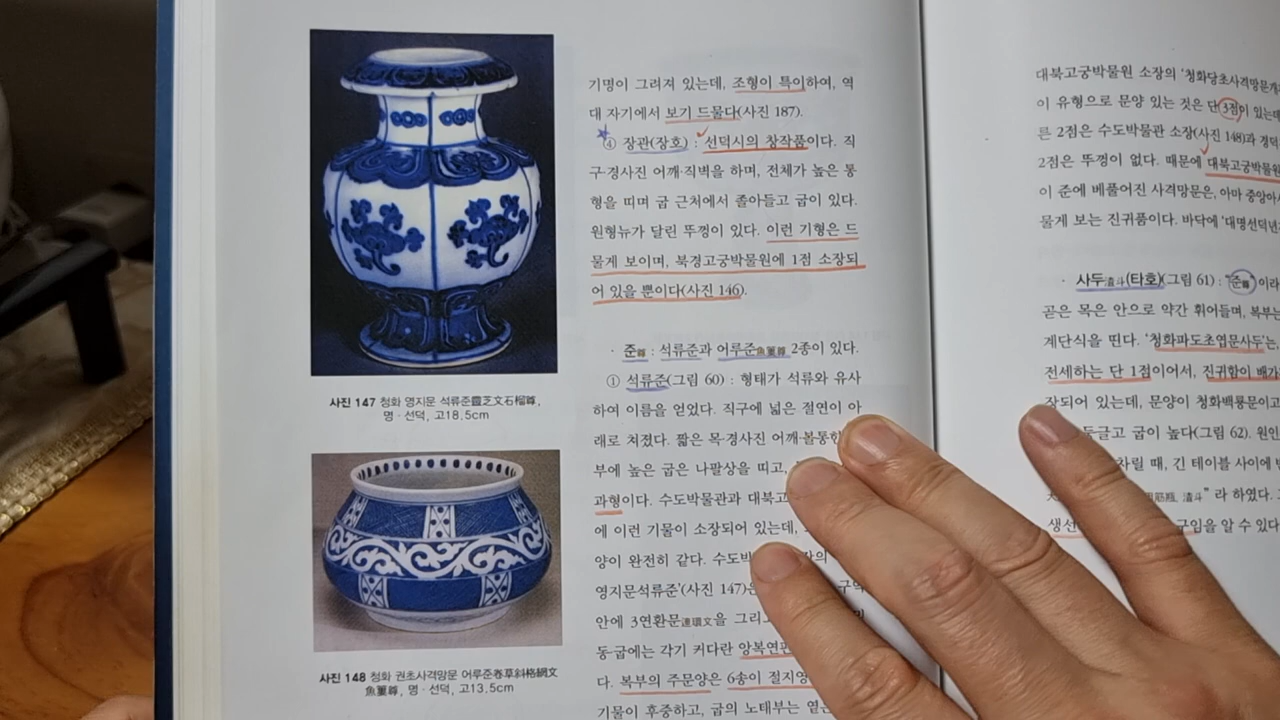 사진 147 청화 영지문 석류준靈芝文石榴尊,
명 · 선덕, 고18.5cm
사진 148 청화 권초사격망문 어루준卷草斜格網文
魚簍尊, 명 · 선덕, 고13.5cm
기명이 그려져 있는데, 조형이 특이하여, 역
대 자기에서 보기 드물다(사진 187).
④ 장관(장호) : 선덕시의 창작품이다. 직
구·경사진 어깨·직벽을 하며, 전체가 높은 통
형을 띠며 굽 근처에서 졸아들고 굽이 있다.
원형뉴가 달린 뚜껑이 있다. 이런 기형은 드
물게 보이며, 북경고궁박물원에 1점 소장되
어 있을 뿐이다(사진 146).
· 준尊 : 석류준과 어루준魚簍尊 2종이 있다.
① 석류준(그림 60) : 형태가 석류와 유사
하여 이름을 얻었다. 직구에 넓은 절연이 아
래로 쳐졌다. 짧은 목·경사진 어깨·볼통한
부에 높은 굽은 나팔상을 띠고,
과형이다. 수도박물관과 대북고
에 이런 기물이 소장되어 있는데,
양이 완전히 같다. 수도박
영지문석류준'(사진 147)은 구역
안에 3연환문連環文을 그리고
동·굽에는 각기 커다란 앙복연판
다. 복부의 주문양은 6송이 절지영
기물이 후중하고, 굽의 노태부는 옅은
대북고궁박물원 소장의 '청화당초사격망문개
이 유형으로 문양 있는 것은 단 3점이 있는데
른 2점은 수도박물관 소장(사진 148)과 경덕
2점은 뚜껑이 없다. 때문에 대북고궁박물원
이 준에 베풀어진 사격망문은, 아마 중앙아시
물게 보는 진귀품이다. 바닥에 '대명선덕년
· 사두渣斗(타호)(그림 61) : "준尊" 이라
곧은 목은 안으로 약간 휘어들며, 복부는
계단식을 띤다. '청화파도초엽문사두'는,
전세하는 단 1점이어서, 진귀함이 배가
장되어 있는데, 문양이 청화백룡문이고
둥글고 굽이 높다(그림 62). 원인
차릴 때, 긴 테이블 사이에
筯瓶, 渣斗" 라 하였다.
생선 구임을 알 수 있다